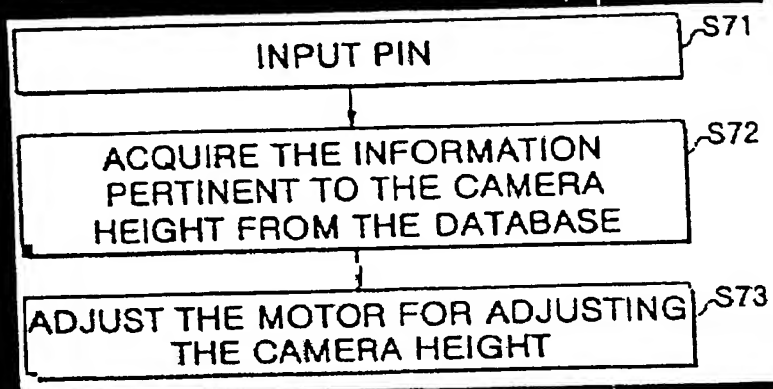 INPUT PIN
S71
ACQUIRE THE INFORMATION
PERTINENT TO THE CAMERA
HEIGHT FROM THE DATABASE
S72
ADJUST THE MOTOR FOR ADJUSTING
THE CAMERA HEIGHT
S73